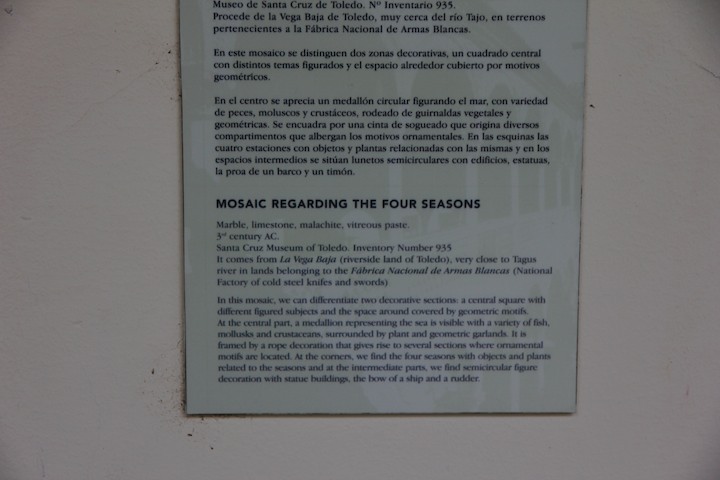 Museo de Santa Cruz de Toledo. Nº Inventario 935.
Procede de la Vega Baja de Toledo, muy cerca del río Tajo, en terrenos
pertenecientes a la Fábrica Nacional de Armas Blancas.
En este mosaico se distinguen dos zonas decorativas, un cuadrado central
con distintos temas figurados y el espacio alrededor cubierto por motivos
geométricos.
En el centro se aprecia un medallón circular figurando el mar, con variedad
de peces, moluscos y crustáceos, rodeado de guirnaldas vegetales y
geométricas. Se encuadra por una cinta de sogueado que origina diversos
compartimentos que albergan los motivos ornamentales. En las esquinas las
cuatro estaciones con objetos y plantas relacionadas con las mismas y en los
espacios intermedios se sitúan lunetos semicirculares con edificios, estatuas,
la proa de un barco y un timón.
MOSAIC REGARDING THE FOUR SEASONS
Marble, limestone, malachite, vitreous paste.
3rd century AC.
Santa Cruz Museum of Toledo. Inventory Number 935
It comes from La Vega Baja (riverside land of Toledo), very close to Tagus
river in lands belonging to the Fábrica Nacional de Armas Blancas (National
Factory of cold steel knifes and swords)
In this mosaic, we can differentiate two decorative sections: a central square with
different figured subjects and the space around covered by geometric motifs.
At the central part, a medallion representing the sea is visible with a variety of fish,
mollusks and crustaceans, surrounded by plant and geometric garlands. It is
framed by a rope decoration that gives rise to several sections where ornamental
motifs are located. At the corners, we find the four seasons with objects and plants
related to the seasons and at the intermediate parts, we find semicircular figure
decoration with statue buildings, the bow of a ship and a rudder.